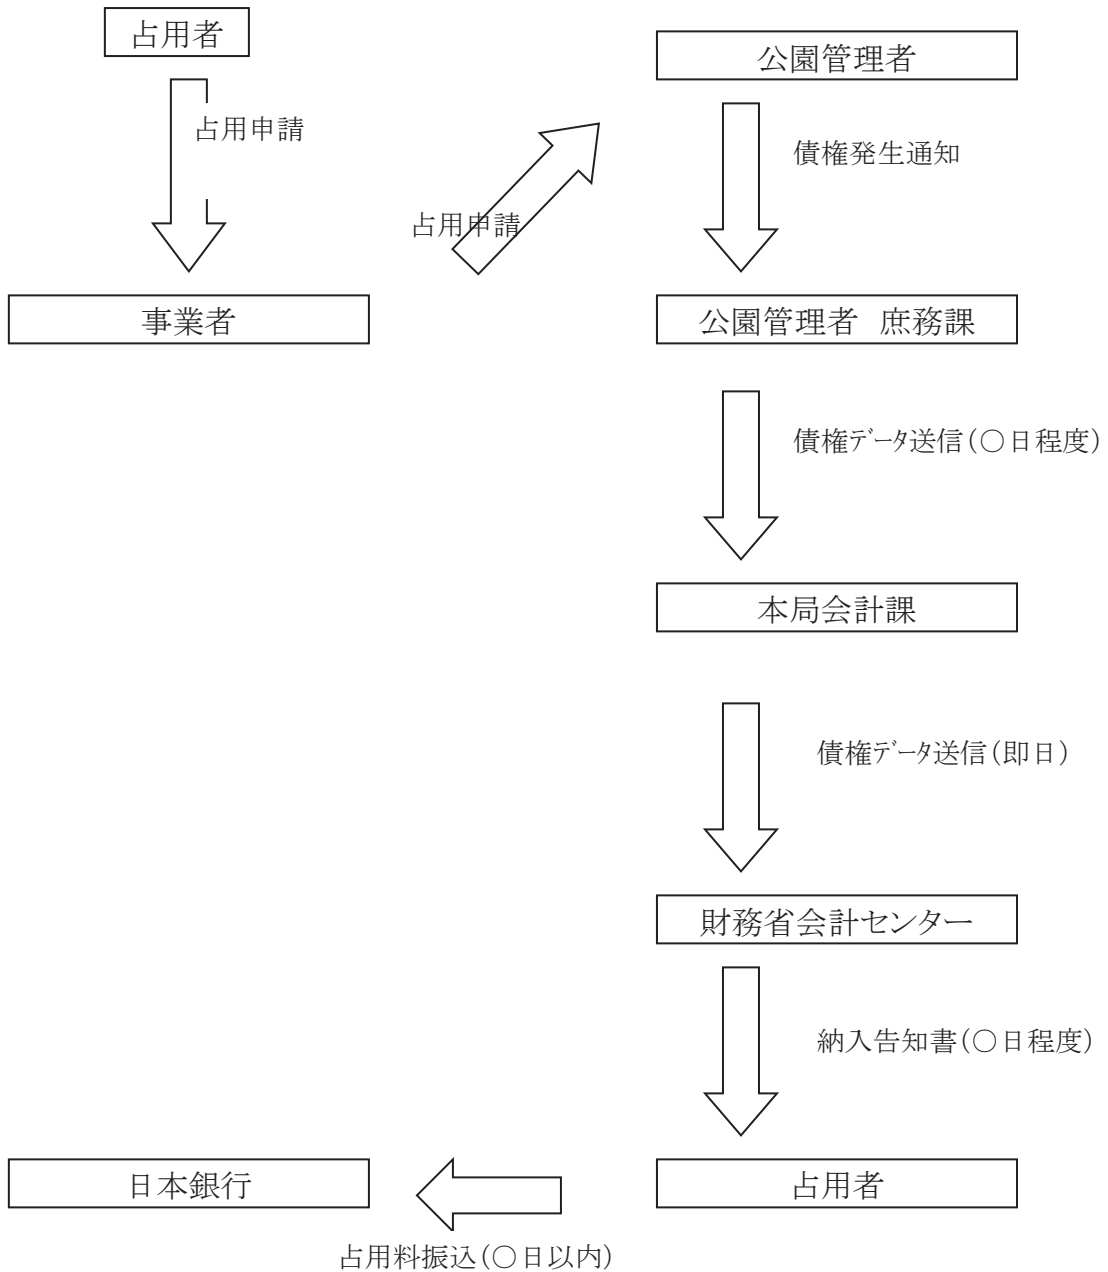 占用者
公園管理者
占用申請
債権発生通知
占用申請
事業者
公園管理者　庶務課
債権ﾃﾞｰﾀ送信(○日程度)
本局会計課
債権ﾃﾞｰﾀ送信(即日)
財務省会計センター
納入告知書(○日程度)
日本銀行
占用者
占用料振込(○日以内)